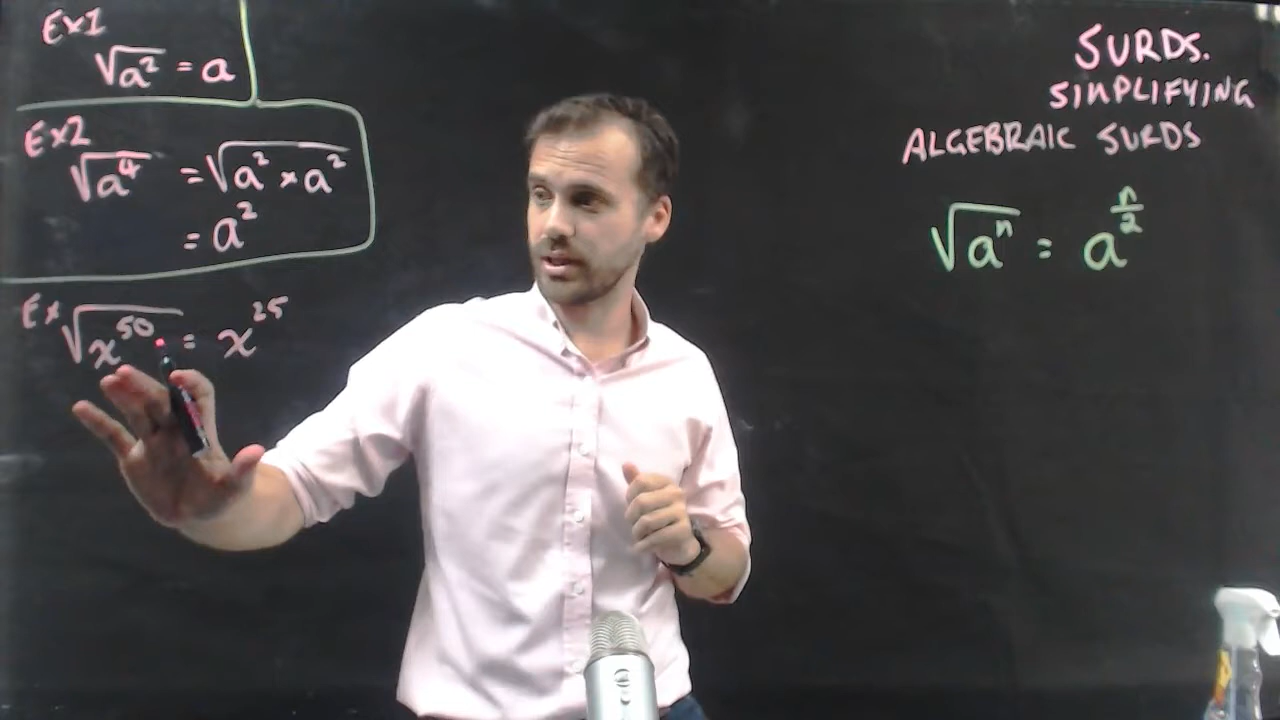 Ex1
√a² = a
Ex2
√a⁴ = √a² × a²
= a²
Ex √x⁵⁰ = x²⁵
SURDS.
SIMPLIFYING
ALGEBRAIC SURDS
√aⁿ = a^(n/2)